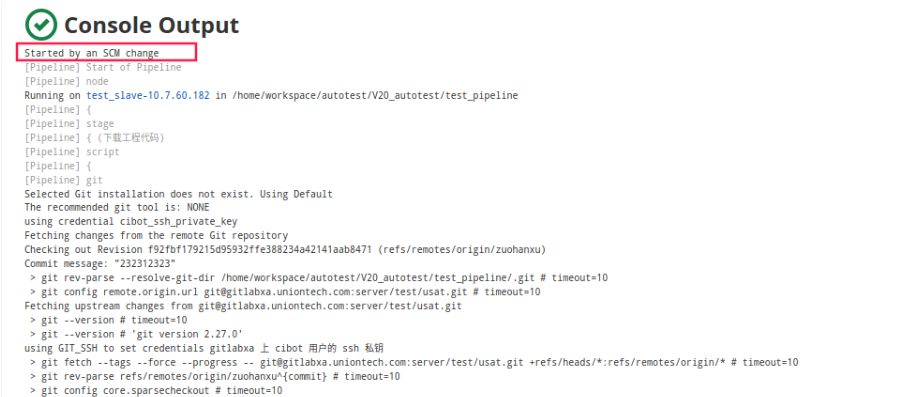 Console Output
Started by an SCM change
[Pipeline] Start of Pipeline
[Pipeline] node
Running on test_slave-10.7.60.182 in /home/workspace/autotest/V20_autotest/test_pipeline
[Pipeline] {
[Pipeline] stage
[Pipeline] { (下载工程代码)
[Pipeline] script
[Pipeline] {
[Pipeline] git
Selected Git installation does not exist. Using Default
The recommended git tool is: NONE
using credential cibot_ssh_private_key
Fetching changes from the remote Git repository
Checking out Revision f92fbf179215d95932ffe388234a42141aab8471 (refs/remotes/origin/zuohanxu)
Commit message: "232312323"
> git rev-parse --resolve-git-dir /home/workspace/autotest/V20_autotest/test_pipeline/.git # timeout=10
> git config remote.origin.url git@gitlabxa.uniontech.com:server/test/usat.git # timeout=10
Fetching upstream changes from git@gitlabxa.uniontech.com:server/test/usat.git
> git --version # timeout=10
> git --version # 'git version 2.27.0'
using GIT_SSH to set credentials gitlabxa 上 cibot 用户的 ssh 私钥
> git fetch --tags --force --progress -- git@gitlabxa.uniontech.com:server/test/usat.git +refs/heads/*:refs/remotes/origin/* # timeout=10
> git rev-parse refs/remotes/origin/zuohanxu^{commit} # timeout=10
> git config core.sparsecheckout # timeout=10